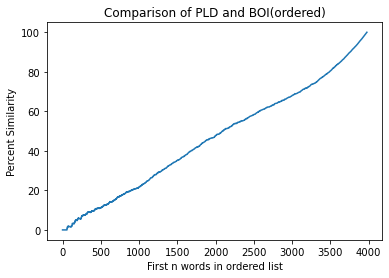 Comparison of PLD and BOI(ordered)
Percent Similarity
100
80
60
40
20
0
0 500 1000 1500 2000 2500 3000 3500 4000
First n words in ordered list